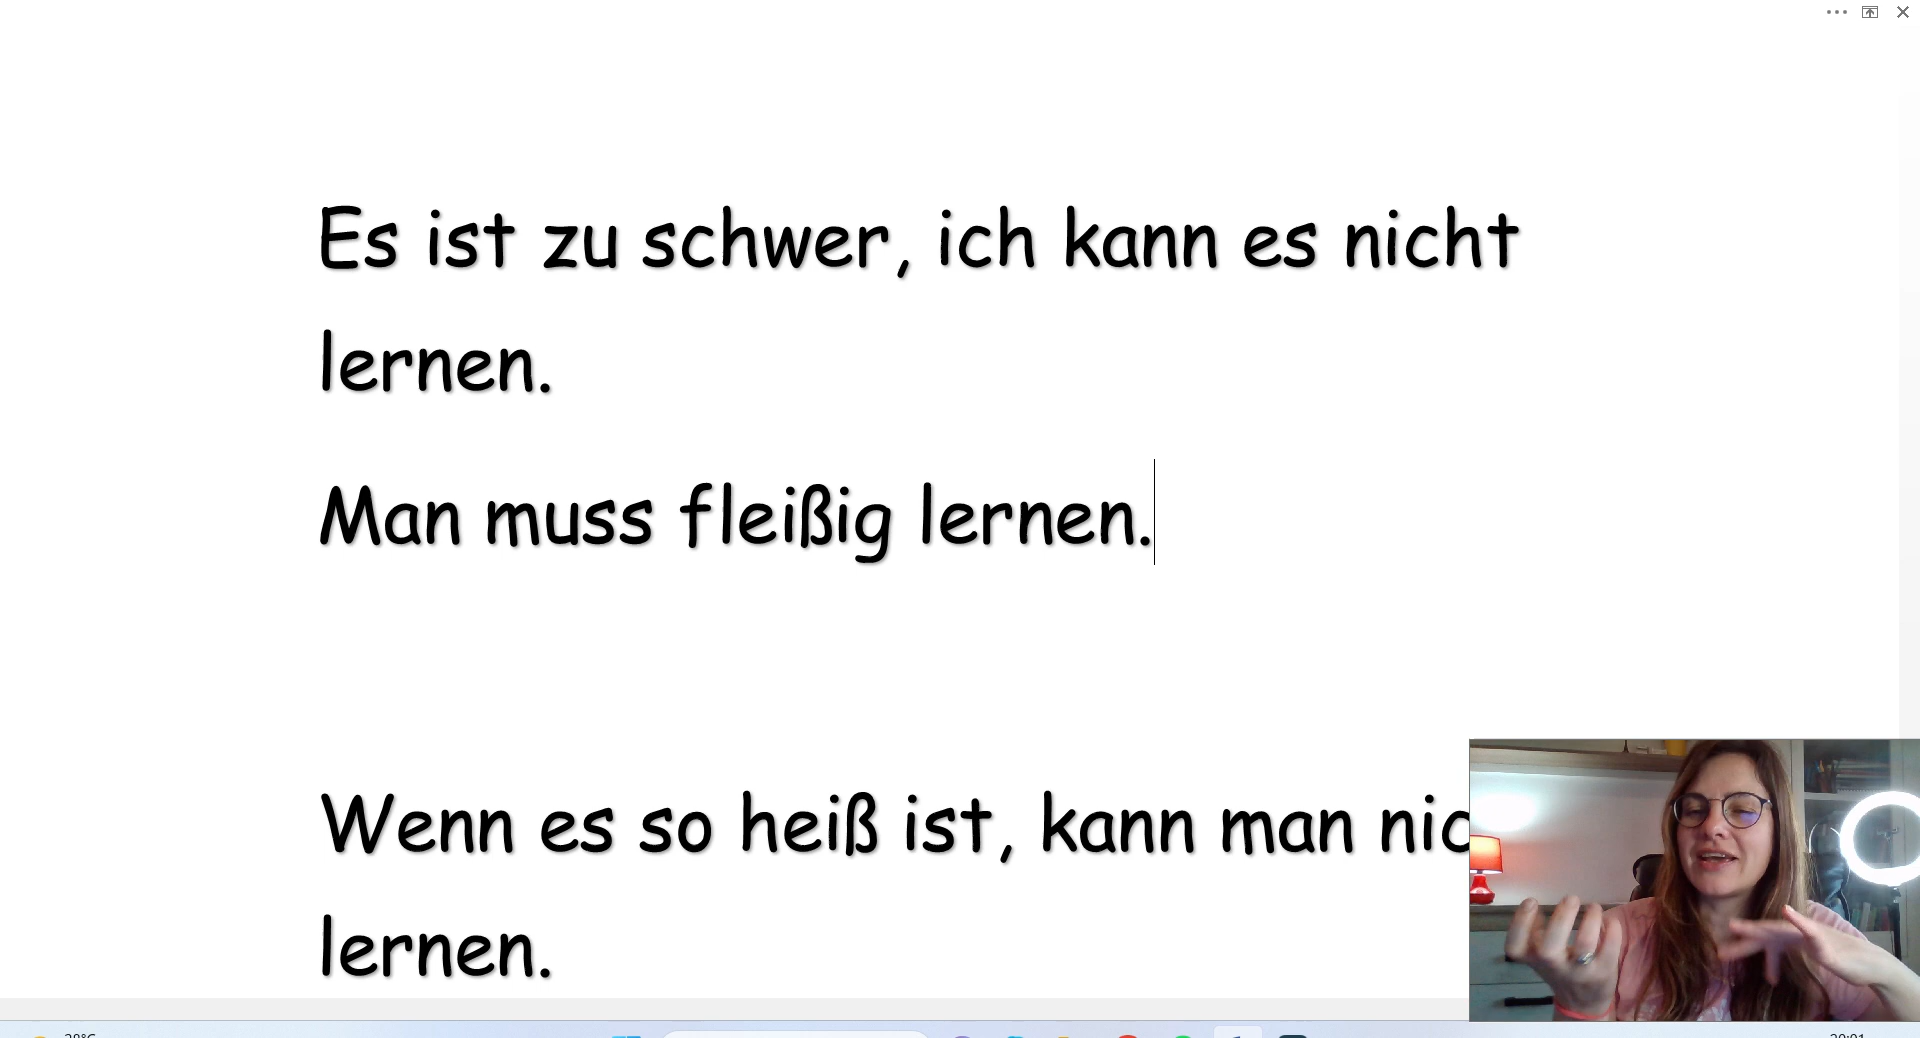 Es ist zu schwer, ich kann es nicht
lernen.
Man muss fleißig lernen.
Wenn es so heiß ist, kann man
lernen.